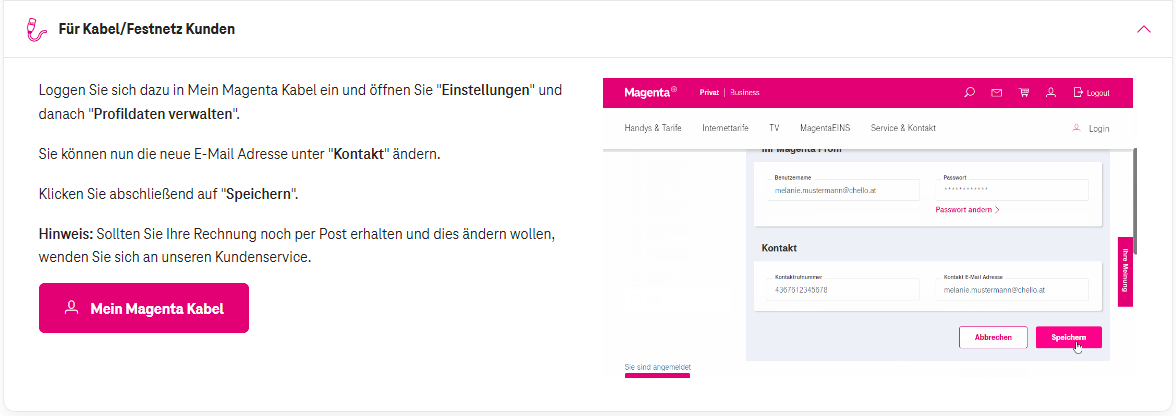 Für Kabel/Festnetz Kunden
Loggen Sie sich dazu in Mein Magenta Kabel ein und öffnen Sie "Einstellungen" und
danach "Profildaten verwalten".
Sie können nun die neue E-Mail Adresse unter "Kontakt" ändern.
Klicken Sie abschließend auf "Speichern".
Hinweis: Sollten Sie Ihre Rechnung noch per Post erhalten und dies ändern wollen,
wenden Sie sich an unseren Kundenservice.
Mein Magenta Kabel
Magenta Privat | Business Logout
Handys & Tarife Internettarife TV MagentaEINS Service & Kontakt Login
Ihr Magenta Profil
Benutzername Passwort
melanie.mustermann@chello.at ************
Passwort ändern
Kontakt
Kontaktrufnummer Kontakt E-Mail Adresse
4367612345678 melanie.mustermann@chello.at
Abbrechen Speichern
Ihre Meinung
Sie sind angemeldet